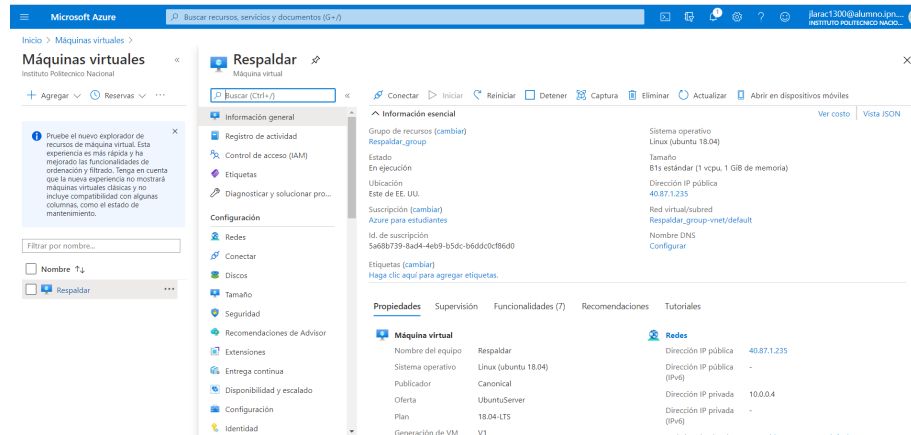 Microsoft Azure
Buscar recursos, servicios y documentos (G+/)
1
jlarac1300@alumno.ipn....
INSTITUTO POLITECNICO NACIO...
Inicio > Máquinas virtuales >
Máquinas virtuales «
Instituto Politecnico Nacional
+ Agregar Reservas ...
Pruebe el nuevo explorador de
recursos de máquina virtual. Esta
experiencia es más rápida y ha
mejorado las funcionalidades de
ordenación y filtrado. Tenga en cuenta
que la nueva experiencia no mostrará
máquinas virtuales clásicas y no
incluye compatibilidad con algunas
columnas, como el estado de
mantenimiento.
Filtrar por nombre...
Nombre ↑↓
Respaldar ...
Respaldar
Máquina virtual
Buscar (Ctrl+/) «
Información general
Registro de actividad
Control de acceso (IAM)
Etiquetas
Diagnosticar y solucionar pro...
Configuración
Redes
Conectar
Discos
Tamaño
Seguridad
Recomendaciones de Advisor
Extensiones
Entrega continua
Disponibilidad y escalado
Configuración
Identidad
Conectar Iniciar Reiniciar Detener Captura Eliminar Actualizar Abrir en dispositivos móviles
Información esencial Ver costo Vista JSON
Grupo de recursos (cambiar)
Respaldar_group
Estado
En ejecución
Ubicación
Este de EE. UU.
Suscripción (cambiar)
Azure para estudiantes
Id. de suscripción
5a68b739-8ad4-4eb9-b5dc-b6ddc0cf86d0
Etiquetas (cambiar)
Haga clic aquí para agregar etiquetas.
Sistema operativo
Linux (ubuntu 18.04)
Tamaño
B1s estándar (1 vcpu, 1 GiB de memoria)
Dirección IP pública
40.87.1.235
Red virtual/subred
Respaldar_group-vnet/default
Nombre DNS
Configurar
Propiedades Supervisión Funcionalidades (7) Recomendaciones Tutoriales
Máquina virtual
Nombre del equipo Respaldar
Sistema operativo Linux (ubuntu 18.04)
Publicador Canonical
Oferta UbuntuServer
Plan 18.04-LTS
Generación de VM V1
Redes
Dirección IP pública 40.87.1.235
Dirección IP pública -
(IPv6)
Dirección IP privada 10.0.0.4
Dirección IP privada -
(IPv6)